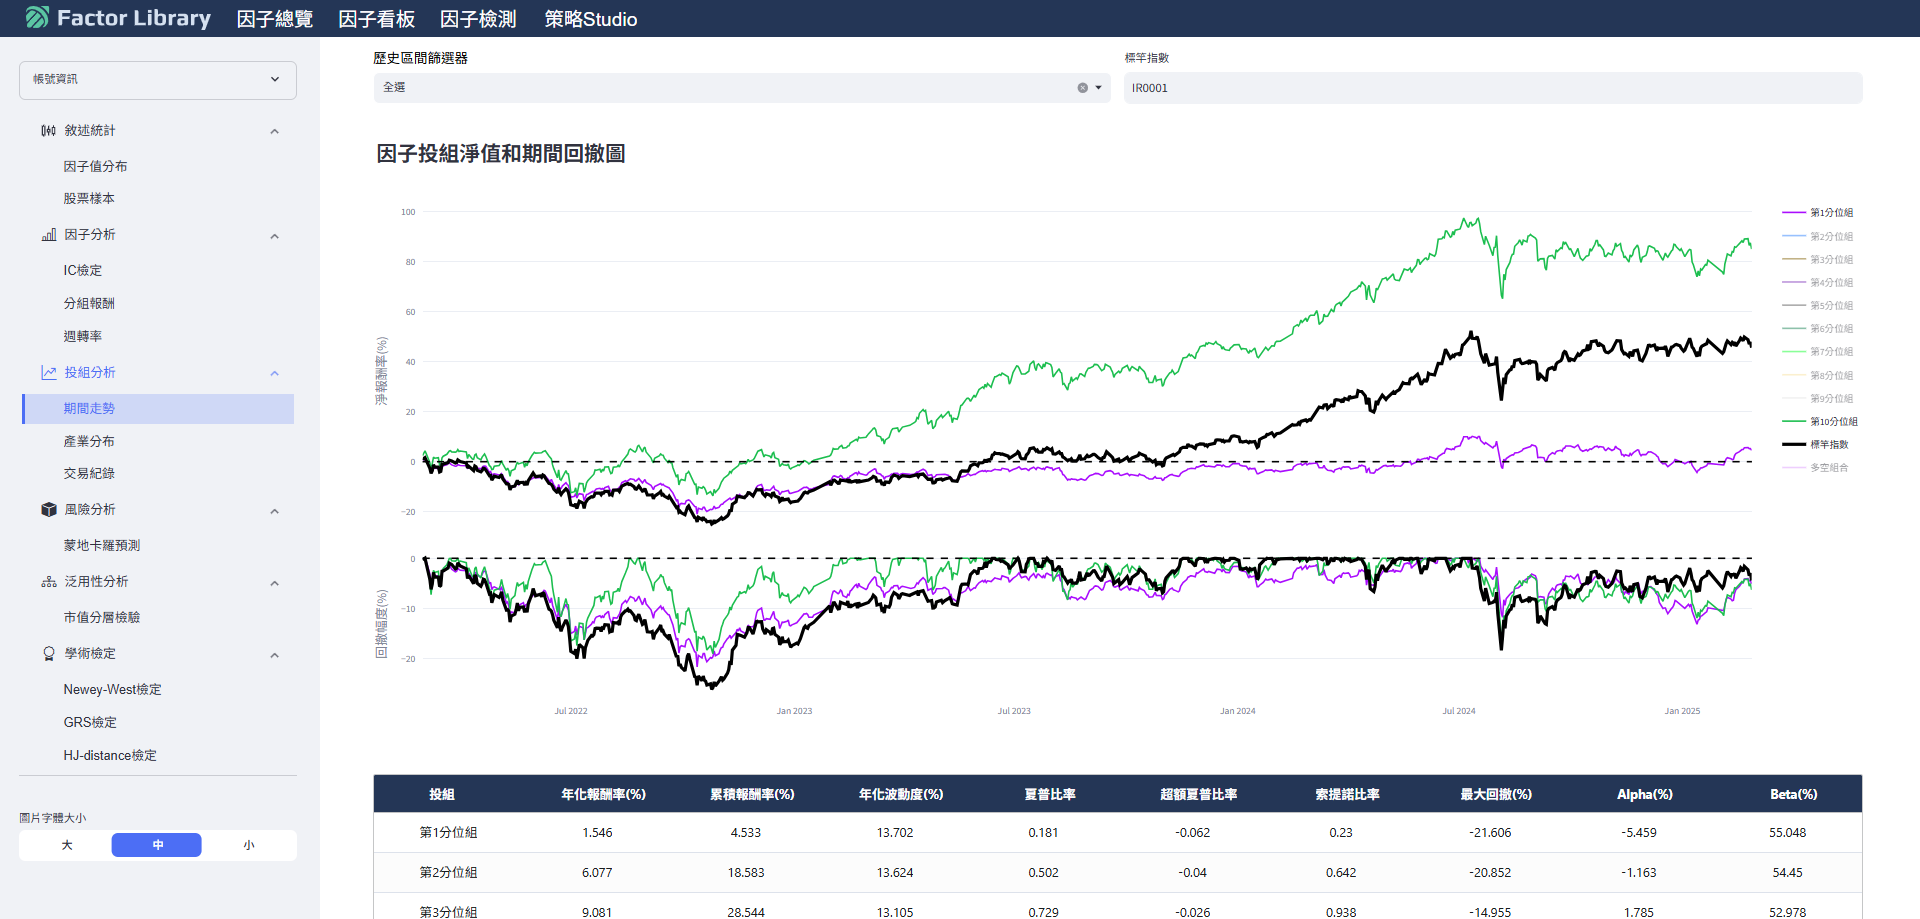 Factor Library 因子總覽 因子看板 因子檢測 策略Studio
帳號資訊
敘述統計
因子值分布
股票樣本
因子分析
IC檢定
分組報酬
週轉率
投組分析
期間走勢
產業分布
交易紀錄
風險分析
蒙地卡羅預測
泛用性分析
市值分層檢驗
學術檢定
Newey-West檢定
GRS檢定
HJ-distance檢定
圖片字體大小
大 中 小
歷史區間篩選器
全選
標竿指數
IR0001
因子投組淨值和期間回撤圖
淨報酬率(%)
100
80
60
40
20
0
−20
回撤幅度(%)
0
−10
−20
Jul 2022 Jan 2023 Jul 2023 Jan 2024 Jul 2024 Jan 2025
第1分位組
第2分位組
第3分位組
第4分位組
第5分位組
第6分位組
第7分位組
第8分位組
第9分位組
第10分位組
標竿指數
多空組合
投組 年化報酬率(%) 累積報酬率(%) 年化波動度(%) 夏普比率 超額夏普比率 索提諾比率 最大回撤(%) Alpha(%) Beta(%)
第1分位組 1.546 4.533 13.702 0.181 -0.062 0.23 -21.606 -5.459 55.048
第2分位組 6.077 18.583 13.624 0.502 -0.04 0.642 -20.852 -1.163 54.45
第3分位組 9.081 28.544 13.105 0.729 -0.026 0.938 -14.955 1.785 52.978